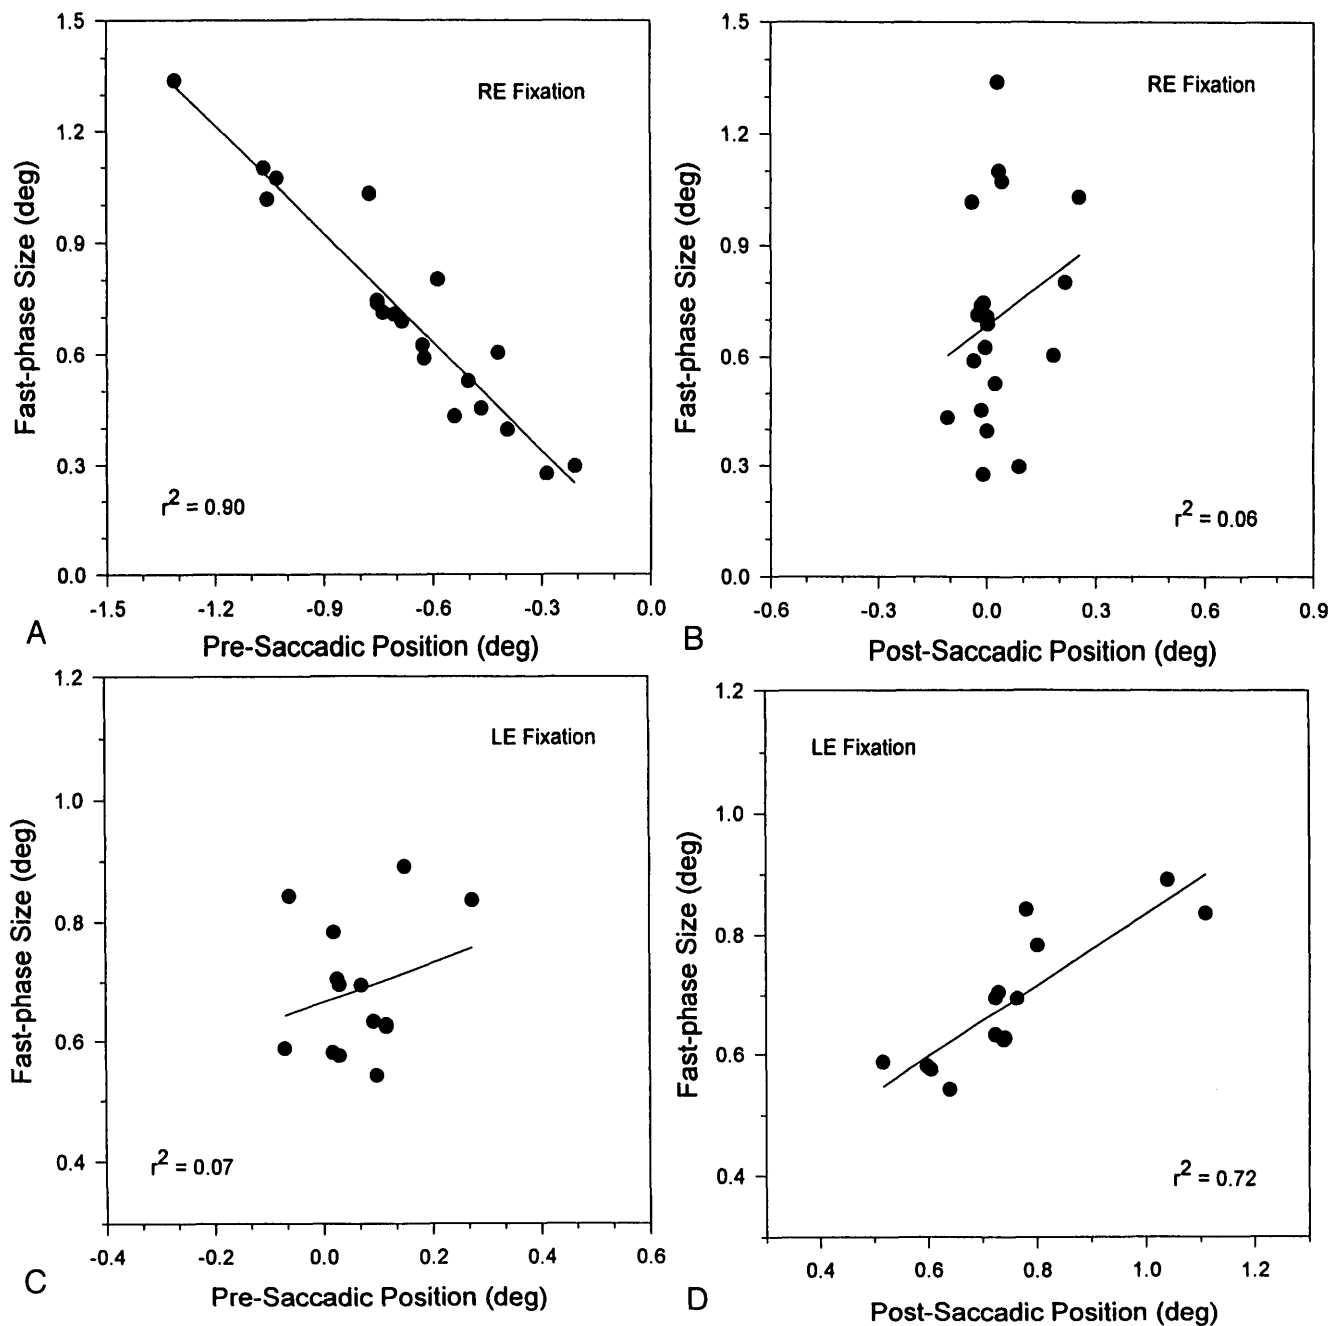 1.5
1.2
0.9
0.6
0.3
0.0
Fast-phase Size (deg)
RE Fixation
r2 = 0.90
-1.5 -1.2 -0.9 -0.6 -0.3 0.0
A
Pre-Saccadic Position (deg)
1.5
1.2
0.9
0.6
0.3
0.0
Fast-phase Size (deg)
RE Fixation
r2 = 0.06
-0.6 -0.3 0.0 0.3 0.6 0.9
B
Post-Saccadic Position (deg)
1.2
1.0
0.8
0.6
0.4
Fast-phase Size (deg)
LE Fixation
r2 = 0.07
-0.4 -0.2 0.0 0.2 0.4 0.6
C
Pre-Saccadic Position (deg)
1.2
1.0
0.8
0.6
0.4
Fast-phase Size (deg)
LE Fixation
r2 = 0.72
0.4 0.6 0.8 1.0 1.2
D
Post-Saccadic Position (deg)